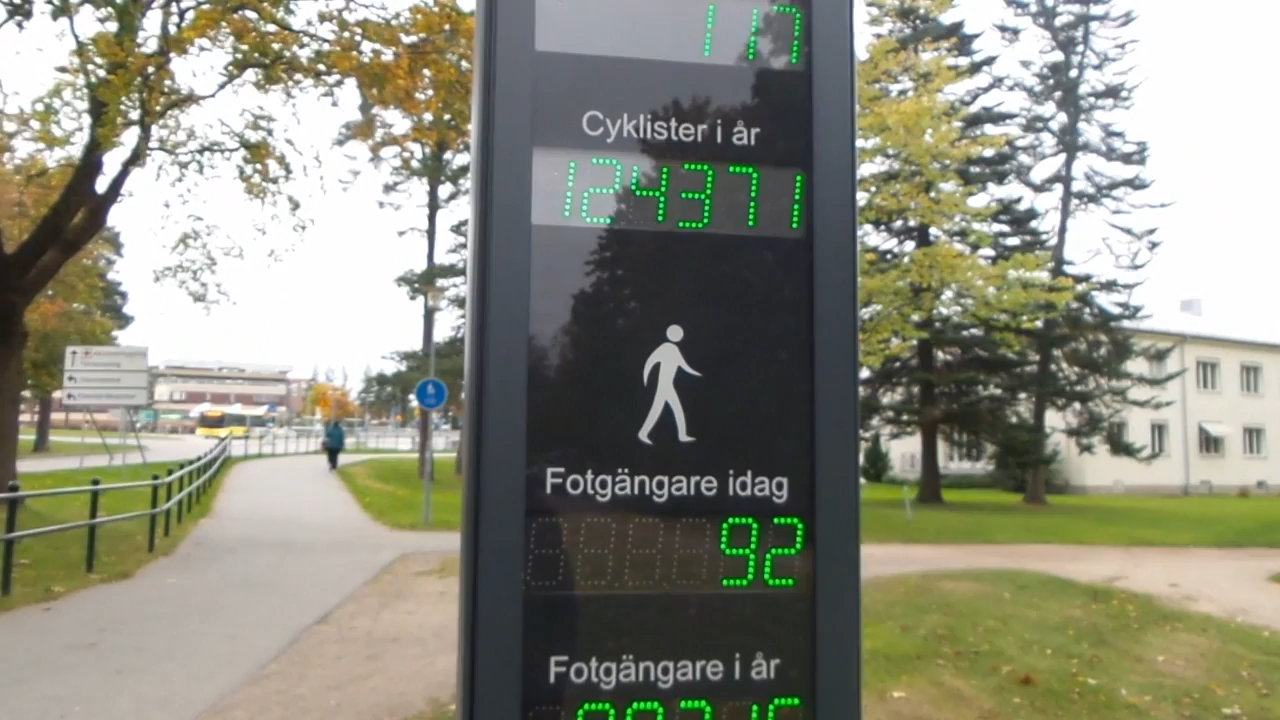 117
Cyklister i år
124371
Fotgängare idag
92
Fotgängare i år